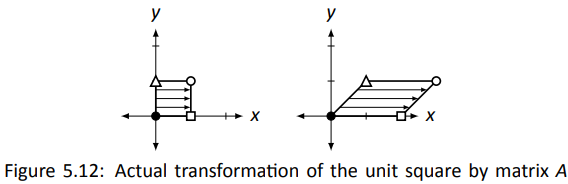 y
y
x
x
Figure 5.12: Actual transformation of the unit square by matrix A